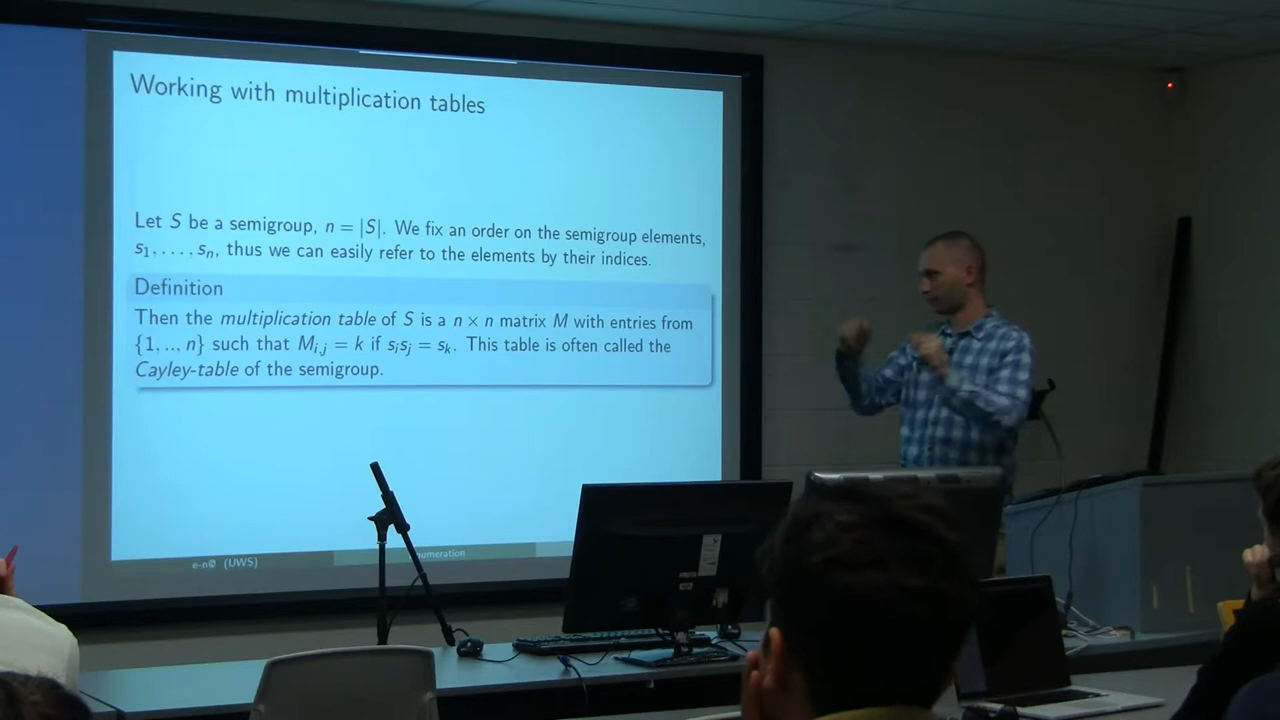 Working with multiplication tables
Let S be a semigroup, n = |S|. We fix an order on the semigroup elements,
s₁, . . . , sₙ, thus we can easily refer to the elements by their indices.
Definition
Then the multiplication table of S is a n × n matrix M with entries from
{1, .., n} such that Mᵢ,ⱼ = k if sᵢsⱼ = sₖ. This table is often called the
Cayley-table of the semigroup.
e-n@ (UWS)